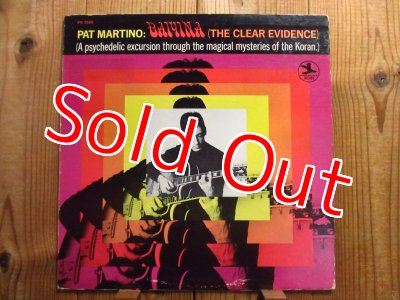 PAT MARTINO: BAIYINA (THE CLEAR EVIDENCE)
(A psychedelic excursion through the magical mysteries of the Koran.)
Sold Out